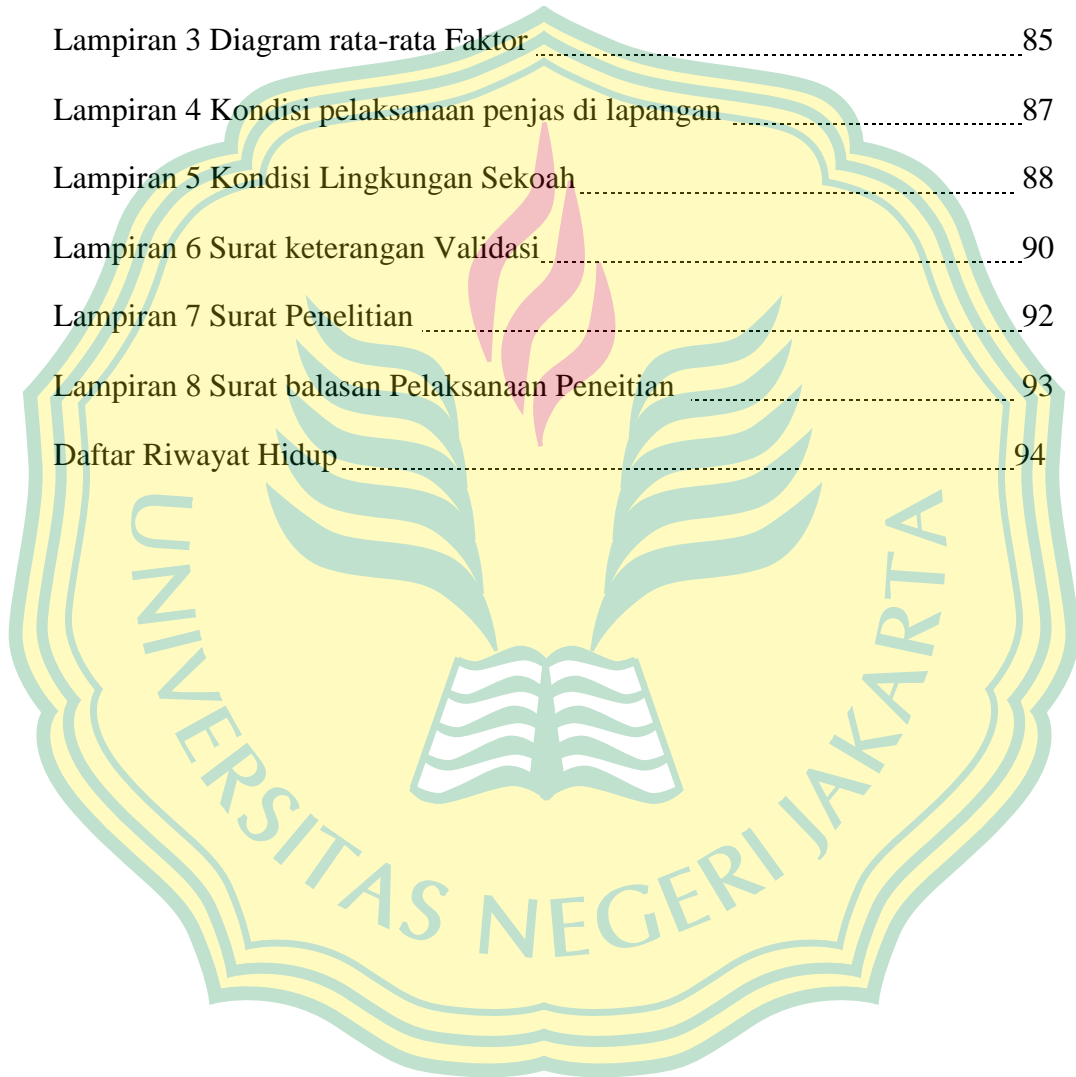 Lampiran 3 Diagram rata-rata Faktor 85
Lampiran 4 Kondisi pelaksanaan penjas di lapangan 87
Lampiran 5 Kondisi Lingkungan Sekoah 88
Lampiran 6 Surat keterangan Validasi 90
Lampiran 7 Surat Penelitian 92
Lampiran 8 Surat balasan Pelaksanaan Peneitian 93
Daftar Riwayat Hidup 94
UNIVERSITAS NEGERI JAKARTA